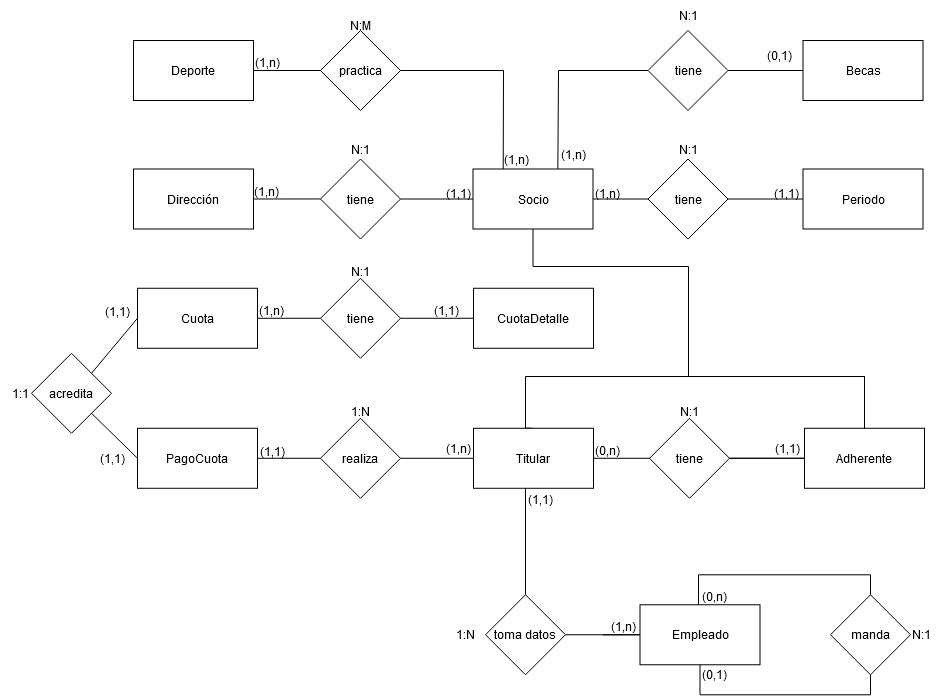 N:M
N:1
Deporte
(1,n)
practica
tiene
(0,1)
Becas
(1,n)
(1,n)
N:1
N:1
Dirección
(1,n)
tiene
(1,1)
Socio
(1,n)
tiene
(1,1)
Periodo
N:1
(1,1)
Cuota
(1,n)
tiene
(1,1)
CuotaDetalle
1:1
acredita
1:N
N:1
(1,1)
PagoCuota
(1,1)
realiza
(1,n)
Titular
(0,n)
tiene
(1,1)
Adherente
(1,1)
(0,n)
1:N
toma datos
(1,n)
Empleado
manda
N:1
(0,1)